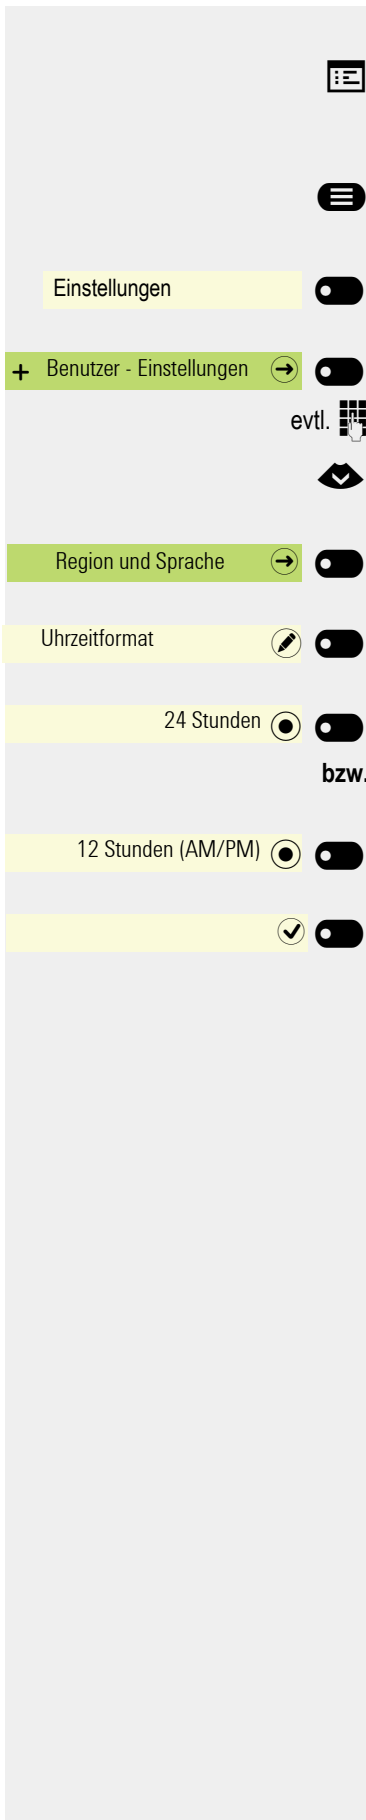 Einstellungen
+ Benutzer - Einstellungen
evtl.
Region und Sprache
Uhrzeitformat
24 Stunden
bzw.
12 Stunden (AM/PM)